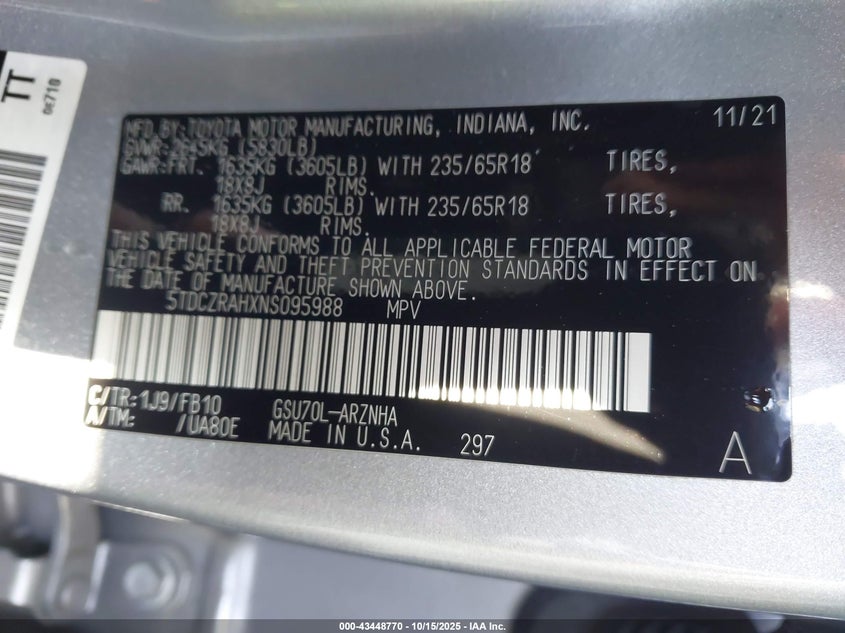 TT
0e710
MFD.BY:TOYOTA MOTOR MANUFACTURING, INDIANA, INC. 11/21
GVWR:2645KG (5830LB)
GAWR:FRT. 1635KG (3605LB) WITH 235/65R18 TIRES,
18X8J RIMS.
RR. 1635KG (3605LB) WITH 235/65R18 TIRES,
18X8J RIMS.
THIS VEHICLE CONFORMS TO ALL APPLICABLE FEDERAL MOTOR
VEHICLE SAFETY AND THEFT PREVENTION STANDARDS IN EFFECT ON
THE DATE OF MANUFACTURE SHOWN ABOVE.
5TDCZRAHXNS095988 MPV
C/TR:1J9/FB10 GSU70L-ARZNHA
A/TM: /UA80E MADE IN U.S.A. 297
A
000-43448770 - 10/15/2025 - IAA Inc.